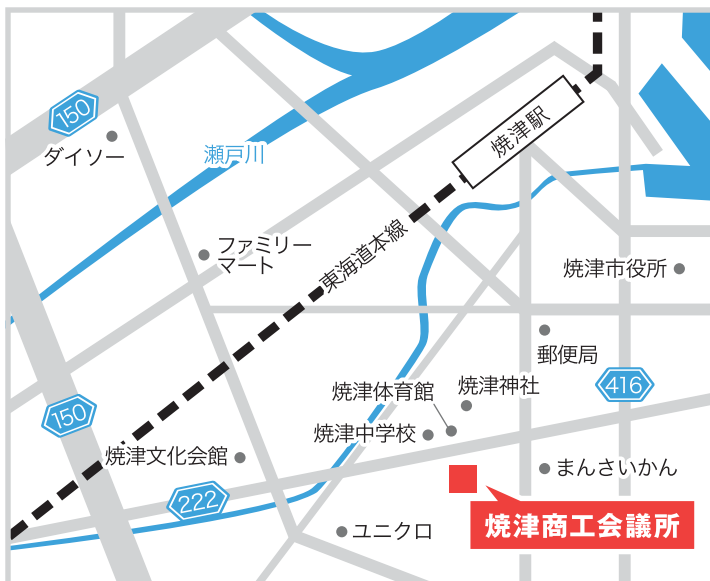 150
ダイソー
瀬戸川
焼津駅
ファミリー
マート
東海道本線
焼津市役所
郵便局
416
焼津体育館
焼津神社
焼津中学校
150
焼津文化会館
まんさいかん
222
焼津商工会議所
ユニクロ